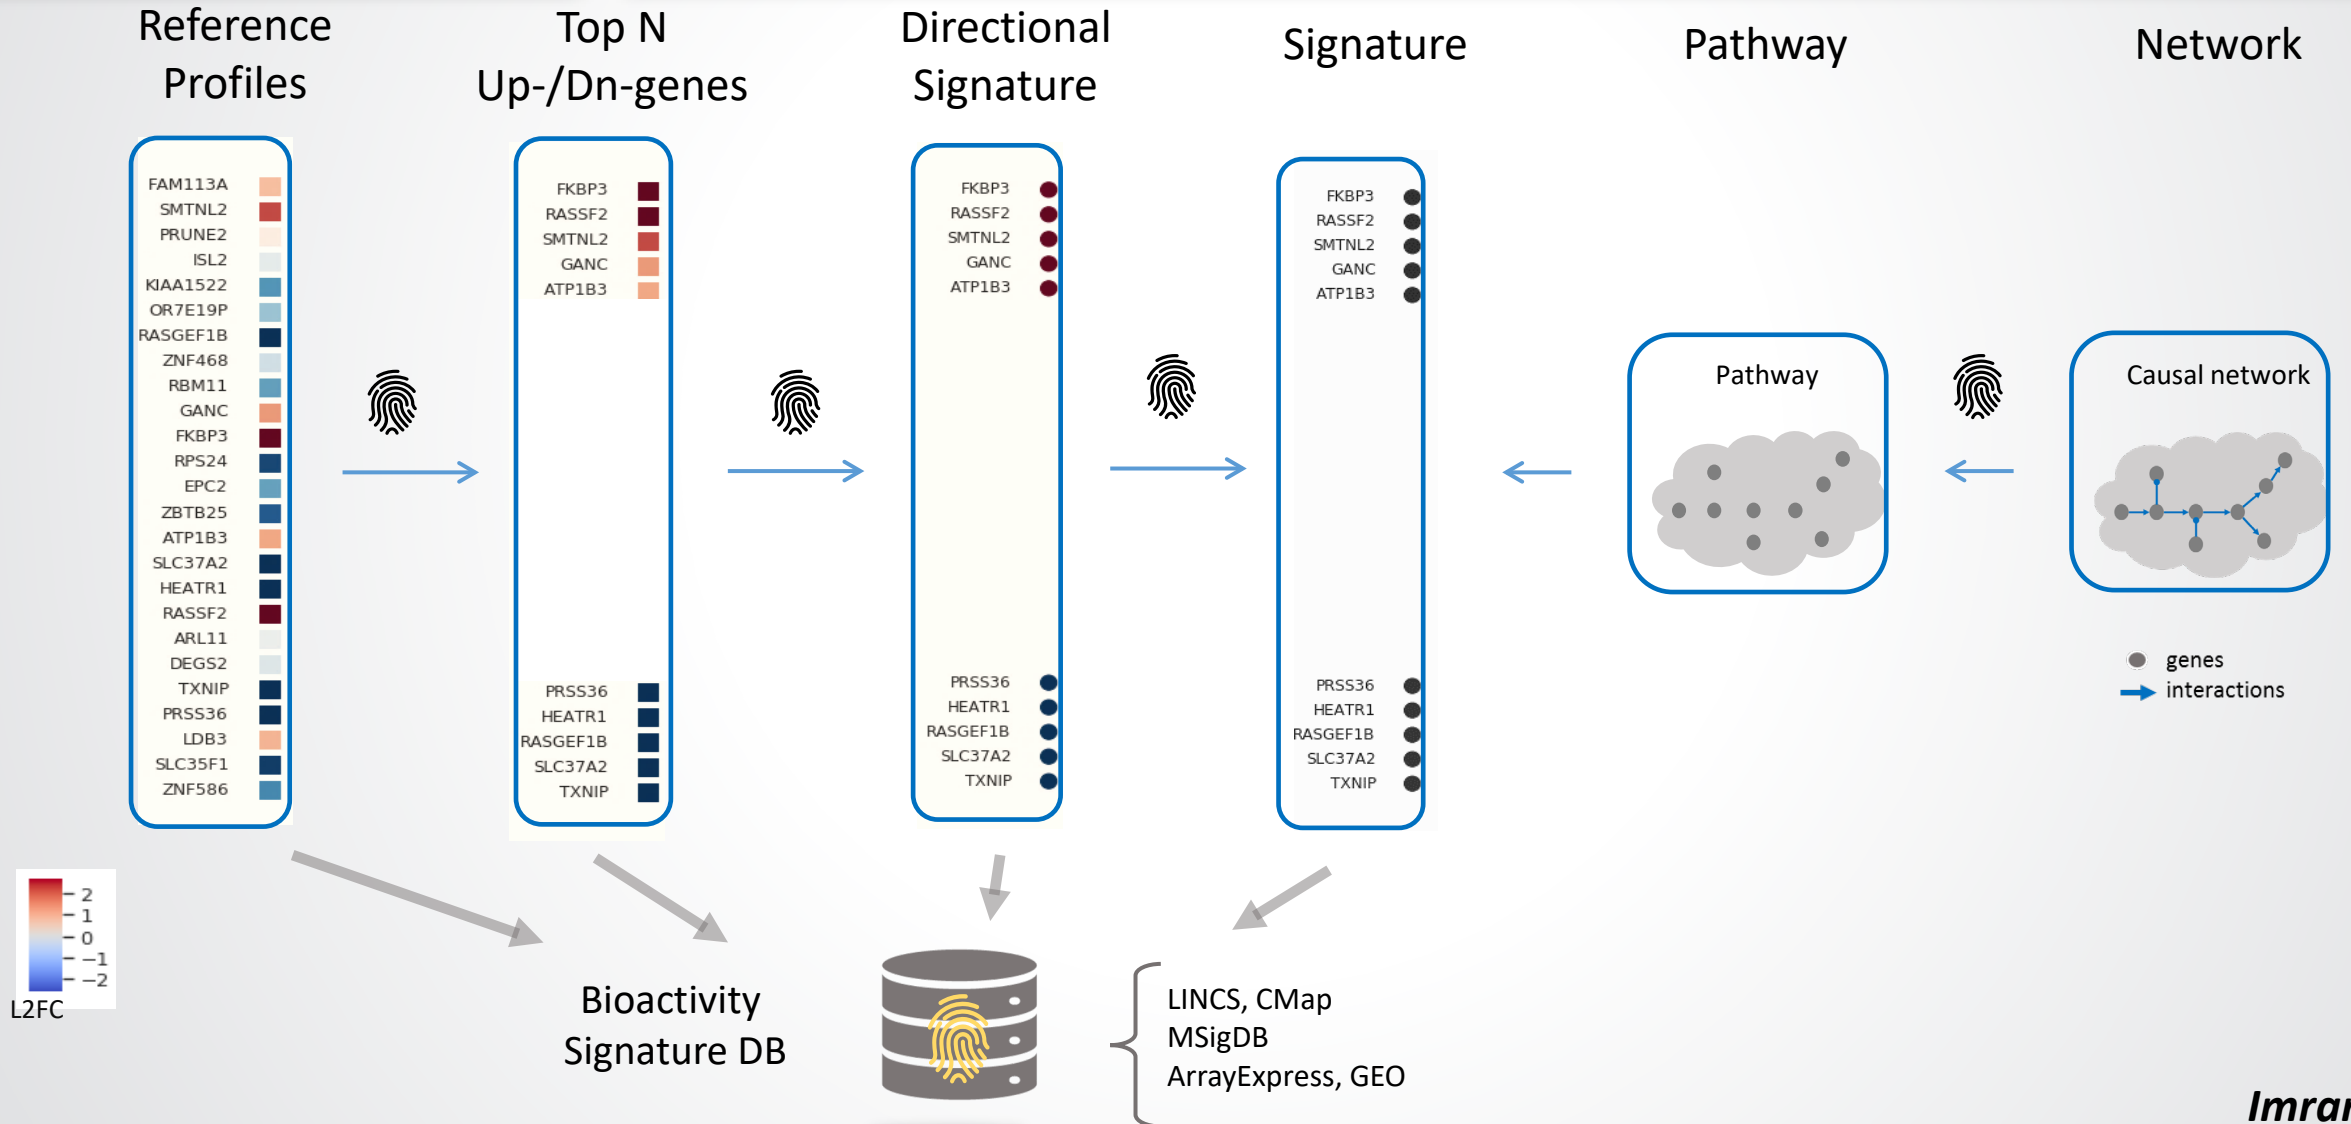 Reference
Profiles
Top N
Up-/Dn-genes
Directional
Signature
Signature
Pathway
Network
FAM113A
SMTNL2
PRUNE2
ISL2
KIAA1522
OR7E19P
RASGEF1B
ZNF468
RBM11
GANC
FKBP3
RPS24
EPC2
ZBTB25
ATP1B3
SLC37A2
HEATR1
RASSF2
ARL11
DEGS2
TXNIP
PRSS36
LDB3
SLC35F1
ZNF586
FKBP3
RASSF2
SMTNL2
GANC
ATP1B3
PRSS36
HEATR1
RASGEF1B
SLC37A2
TXNIP
FKBP3
RASSF2
SMTNL2
GANC
ATP1B3
PRSS36
HEATR1
RASGEF1B
SLC37A2
TXNIP
FKBP3
RASSF2
SMTNL2
GANC
ATP1B3
PRSS36
HEATR1
RASGEF1B
SLC37A2
TXNIP
Pathway
Causal network
genes
interactions
2
1
0
−1
−2
L2FC
Bioactivity
Signature DB
LINCS, CMap
MSigDB
ArrayExpress, GEO